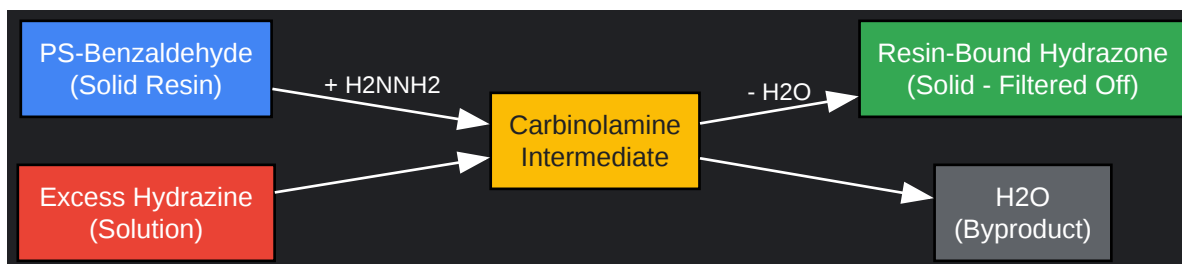 PS-Benzaldehyde
(Solid Resin)
Excess Hydrazine
(Solution)
+ H2NNH2
Carbinolamine
Intermediate
- H2O
Resin-Bound Hydrazone
(Solid - Filtered Off)
H2O
(Byproduct)